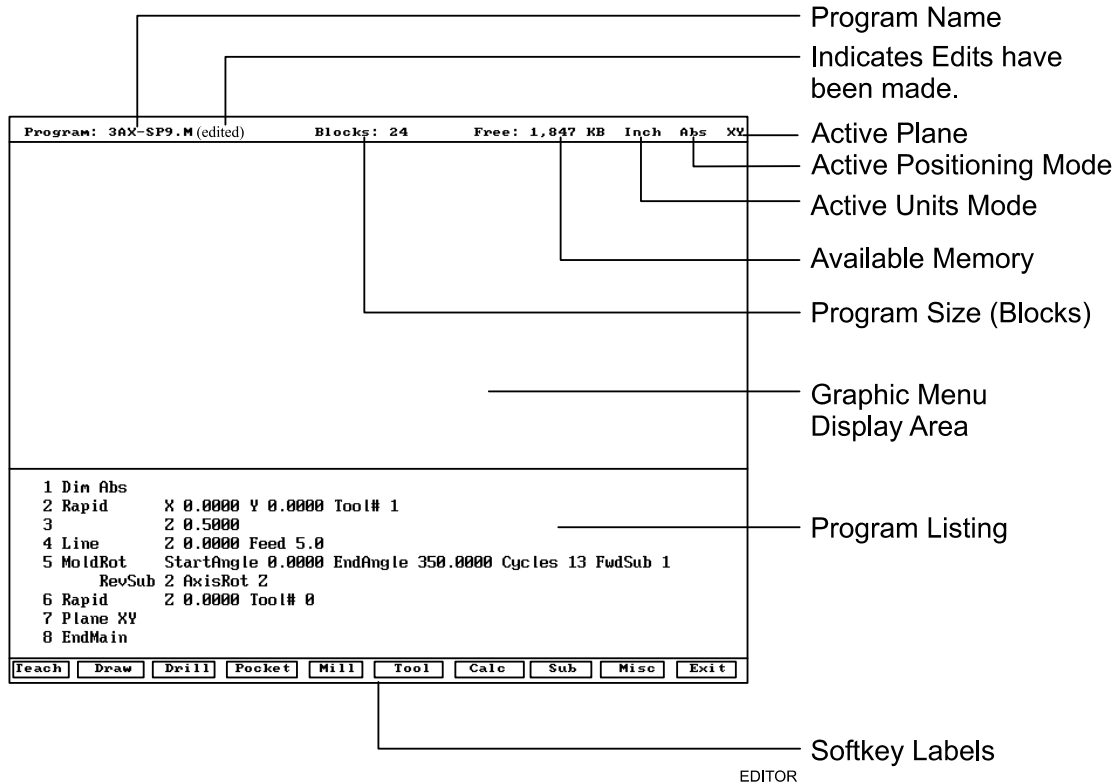 Program Name
Indicates Edits have
been made.
Program: 3AX-SP9.M (edited) Blocks: 24 Free: 1,847 KB Inch Abs XY
Active Plane
Active Positioning Mode
Active Units Mode
Available Memory
Program Size (Blocks)
Graphic Menu
Display Area
1 Dim Abs
2 Rapid X 0.0000 Y 0.0000 Tool# 1
3 Z 0.5000
4 Line Z 0.0000 Feed 5.0
5 MoldRot StartAngle 0.0000 EndAngle 350.0000 Cycles 13 FwdSub 1
RevSub 2 AxisRot Z
6 Rapid Z 0.0000 Tool# 0
7 Plane XY
8 EndMain
Program Listing
Teach Draw Drill Pocket Mill Tool Calc Sub Misc Exit
Softkey Labels
EDITOR